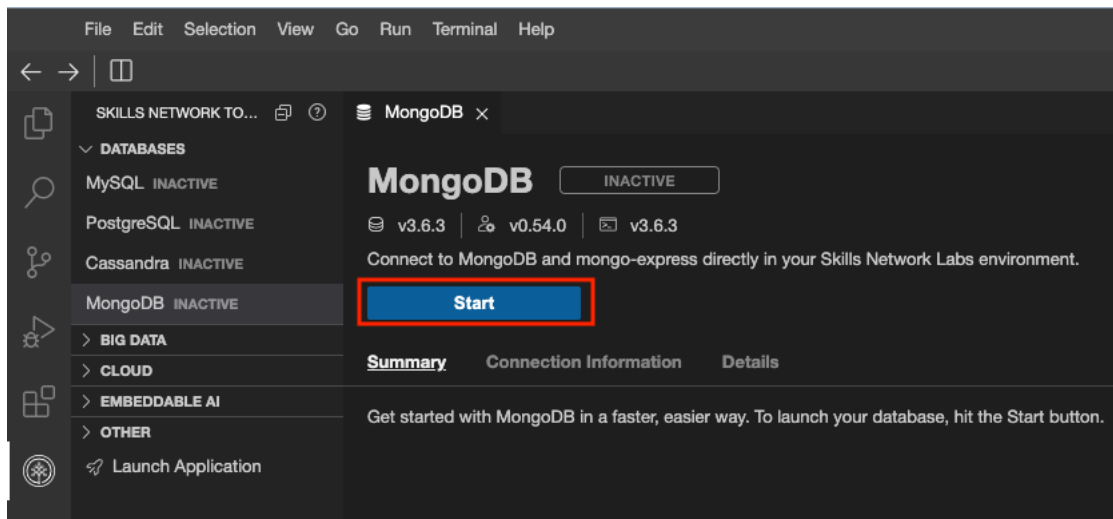 File Edit Selection View Go Run Terminal Help
SKILLS NETWORK TO...
DATABASES
MySQL INACTIVE
PostgreSQL INACTIVE
Cassandra INACTIVE
MongoDB INACTIVE
BIG DATA
CLOUD
EMBEDDABLE AI
OTHER
Launch Application
MongoDB
MongoDB INACTIVE
v3.6.3 v0.54.0 v3.6.3
Connect to MongoDB and mongo-express directly in your Skills Network Labs environment.
Start
Summary Connection Information Details
Get started with MongoDB in a faster, easier way. To launch your database, hit the Start button.